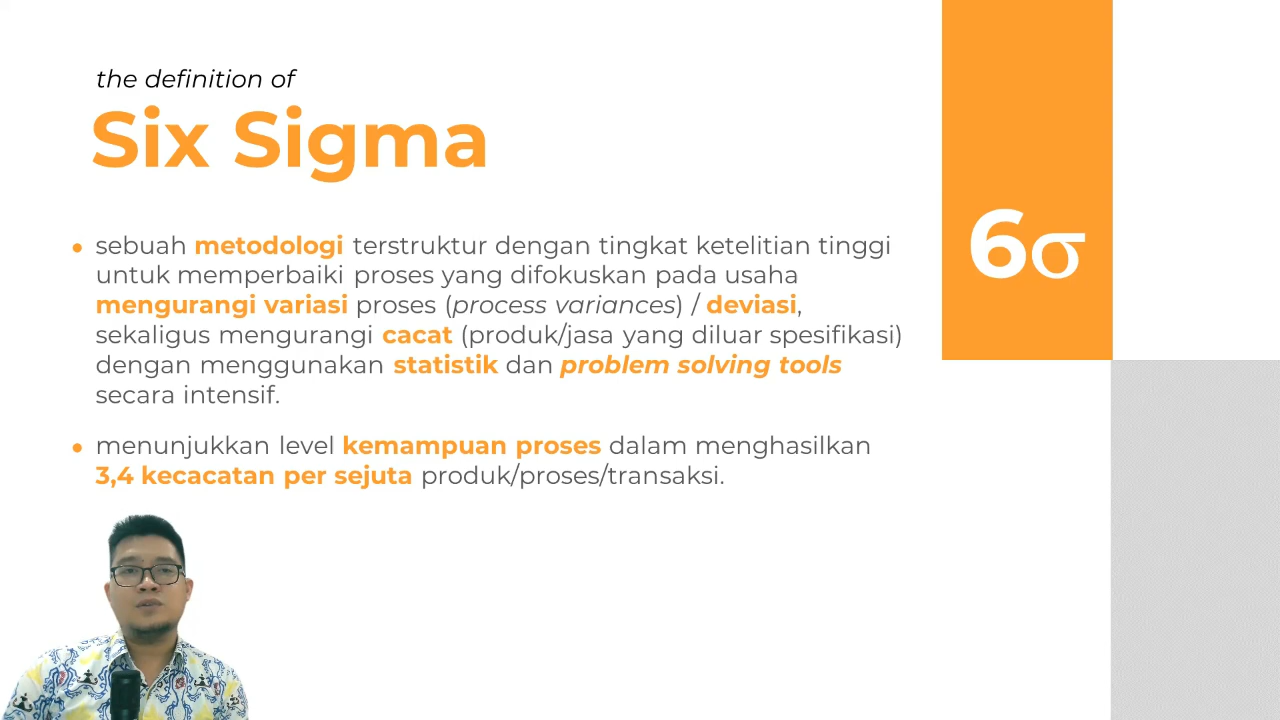 the definition of
Six Sigma
6σ
• sebuah metodologi terstruktur dengan tingkat ketelitian tinggi
untuk memperbaiki proses yang difokuskan pada usaha
mengurangi variasi proses (process variances) / deviasi,
sekaligus mengurangi cacat (produk/jasa yang diluar spesifikasi)
dengan menggunakan statistik dan problem solving tools
secara intensif.
• menunjukkan level kemampuan proses dalam menghasilkan
3,4 kecacatan per sejuta produk/proses/transaksi.